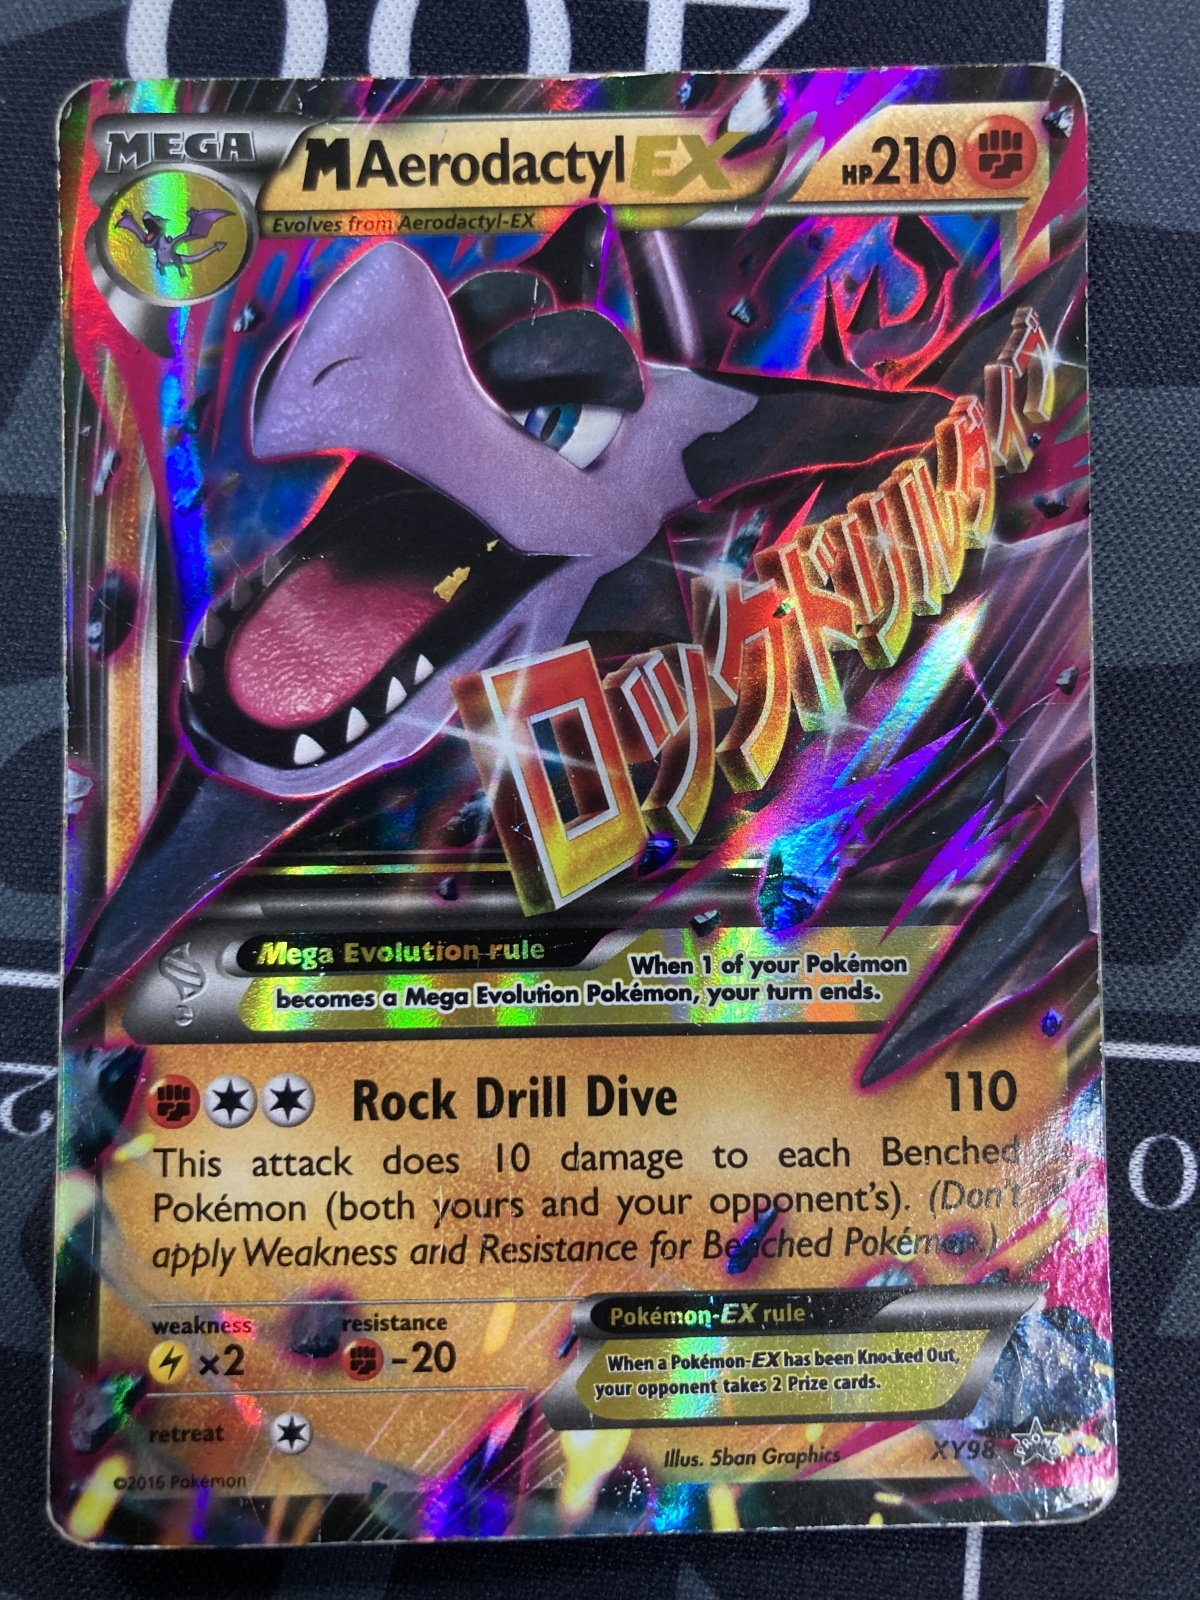 400
MEGA
M Aerodactyl EX
HP 210
Evolves from Aerodactyl-EX
ロックドリルダイブ
Mega Evolution rule
When 1 of your Pokémon
becomes a Mega Evolution Pokémon, your turn ends.
Rock Drill Dive 110
This attack does 10 damage to each Benched
Pokémon (both yours and your opponent's). (Don't
apply Weakness and Resistance for Benched Pokémon.)
weakness
×2
resistance
-20
Pokémon-EX rule
When a Pokémon-EX has been Knocked Out,
your opponent takes 2 Prize cards.
retreat
Illus. 5ban Graphics
XY98
PROMO
©2016 Pokémon